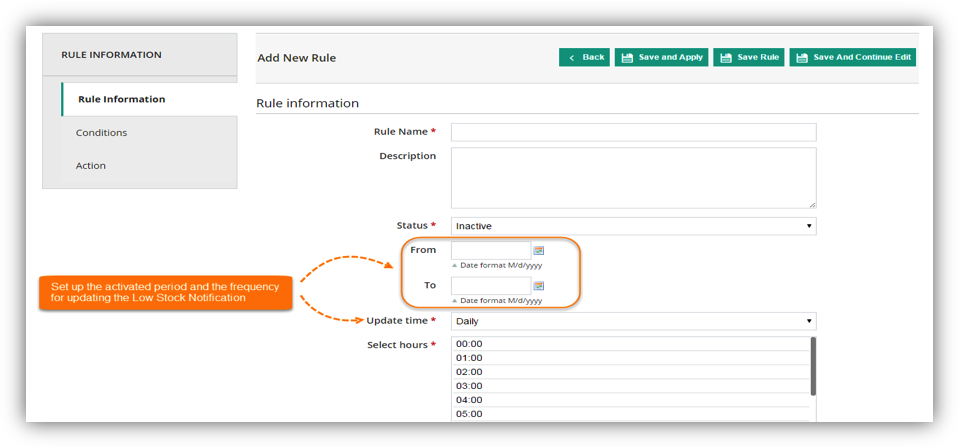 RULE INFORMATION
Rule Information
Conditions
Action
Add New Rule
Back
Save and Apply
Save Rule
Save And Continue Edit
Rule information
Rule Name *
Description
Status *
Inactive
From
Date format M/d/yyyy
To
Date format M/d/yyyy
Set up the activated period and the frequency
for updating the Low Stock Notification
Update time *
Daily
Select hours *
00:00
01:00
02:00
03:00
04:00
05:00